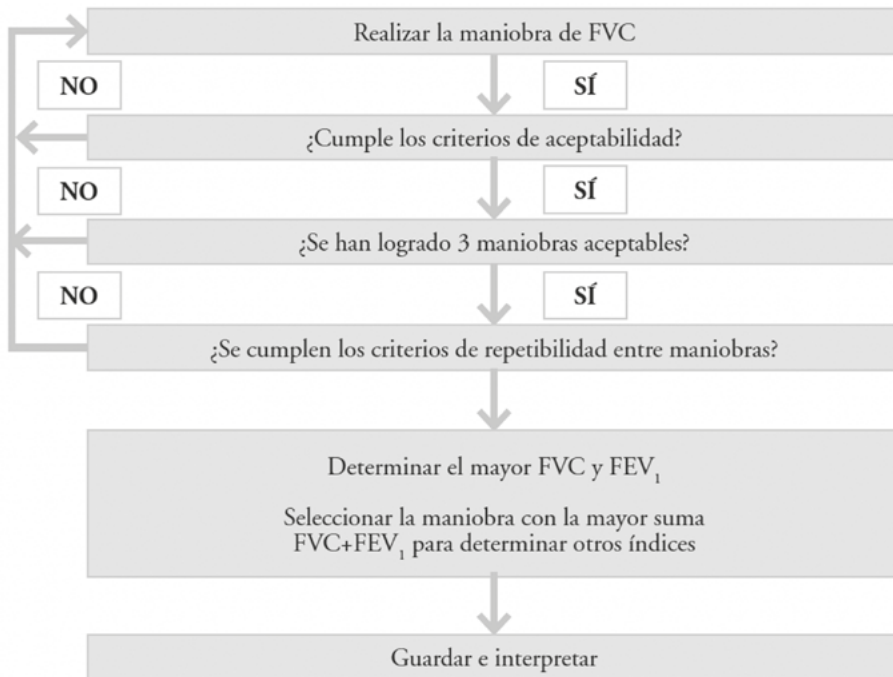 Realizar la maniobra de FVC
NO
SÍ
¿Cumple los criterios de aceptabilidad?
NO
SÍ
¿Se han logrado 3 maniobras aceptables?
NO
SÍ
¿Se cumplen los criterios de repetibilidad entre maniobras?
Determinar el mayor FVC y FEV₁
Seleccionar la maniobra con la mayor suma
FVC+FEV₁ para determinar otros índices
Guardar e interpretar